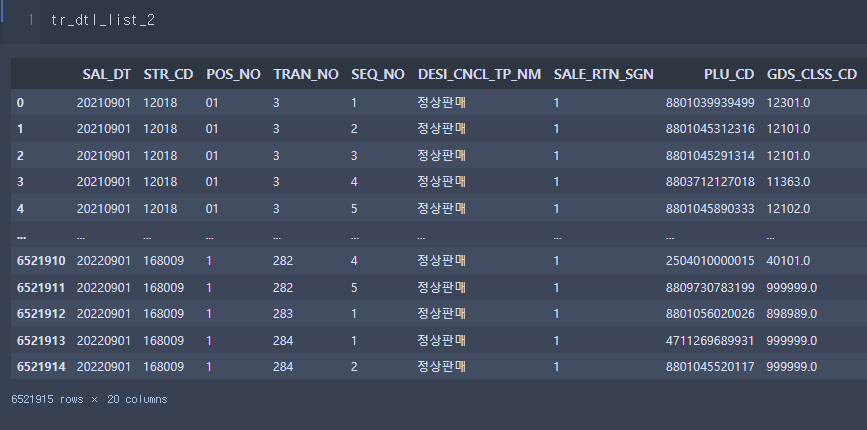 1 tr_dtl_list_2
SAL_DT STR_CD POS_NO TRAN_NO SEQ_NO DESI_CNCL_TP_NM SALE_RTN_SGN PLU_CD GDS_CLSS_CD
0 20210901 12018 01 3 1 정상판매 1 8801039939499 12301.0
1 20210901 12018 01 3 2 정상판매 1 8801045312316 12101.0
2 20210901 12018 01 3 3 정상판매 1 8801045291314 12101.0
3 20210901 12018 01 3 4 정상판매 1 8803712127018 11363.0
4 20210901 12018 01 3 5 정상판매 1 8801045890333 12102.0
... ... ... ... ... ... ... ... ... ...
6521910 20220901 168009 1 282 4 정상판매 1 2504010000015 40101.0
6521911 20220901 168009 1 282 5 정상판매 1 8809730783199 999999.0
6521912 20220901 168009 1 283 1 정상판매 1 8801056020026 898989.0
6521913 20220901 168009 1 284 1 정상판매 1 4711269689931 999999.0
6521914 20220901 168009 1 284 2 정상판매 1 8801045520117 999999.0
6521915 rows × 20 columns